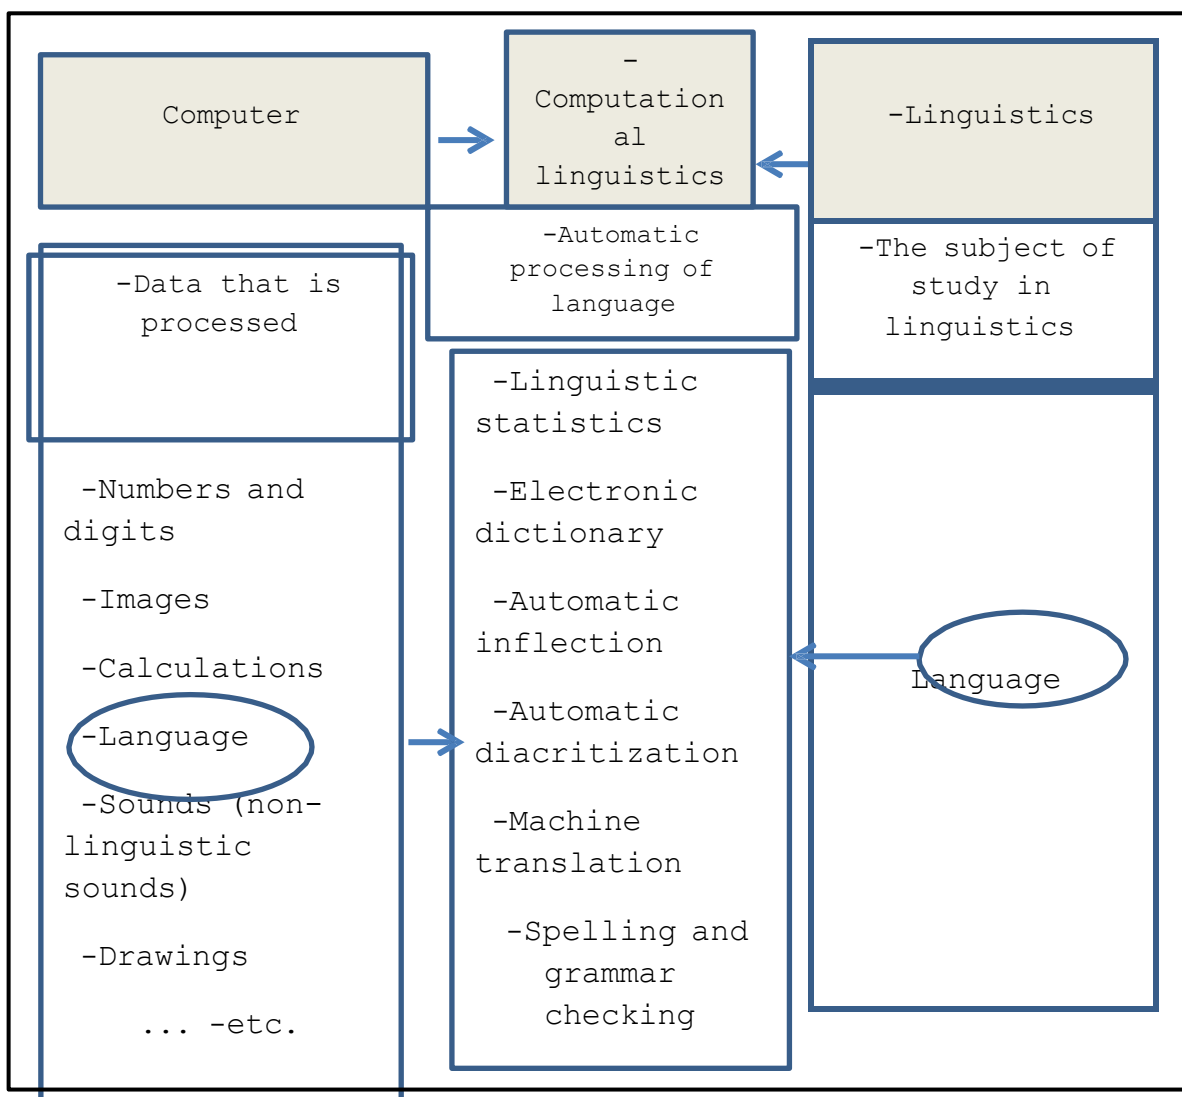 Computer
-
Computation
al
linguistics
-Linguistics
-Automatic
processing of
language
-The subject of
study in
linguistics
-Data that is
processed
-Numbers and
digits
-Images
-Calculations
-Language
-Sounds (non-
linguistic
sounds)
-Drawings
... -etc.
-Linguistic
statistics
-Electronic
dictionary
-Automatic
inflection
-Automatic
diacritization
-Machine
translation
-Spelling and
grammar
checking
Language